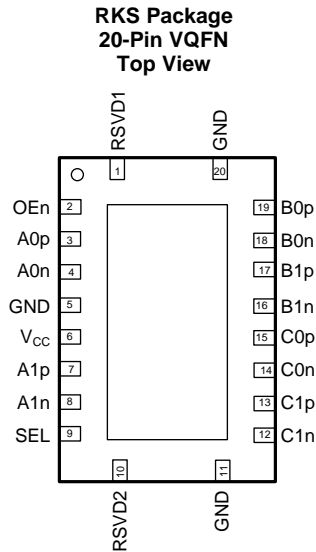 RKS Package
20-Pin VQFN
Top View
RSVD1
GND
1
20
OEn 2
A0p 3
A0n 4
GND 5
VCC 6
A1p 7
A1n 8
SEL 9
19 B0p
18 B0n
17 B1p
16 B1n
15 C0p
14 C0n
13 C1p
12 C1n
10
11
RSVD2
GND